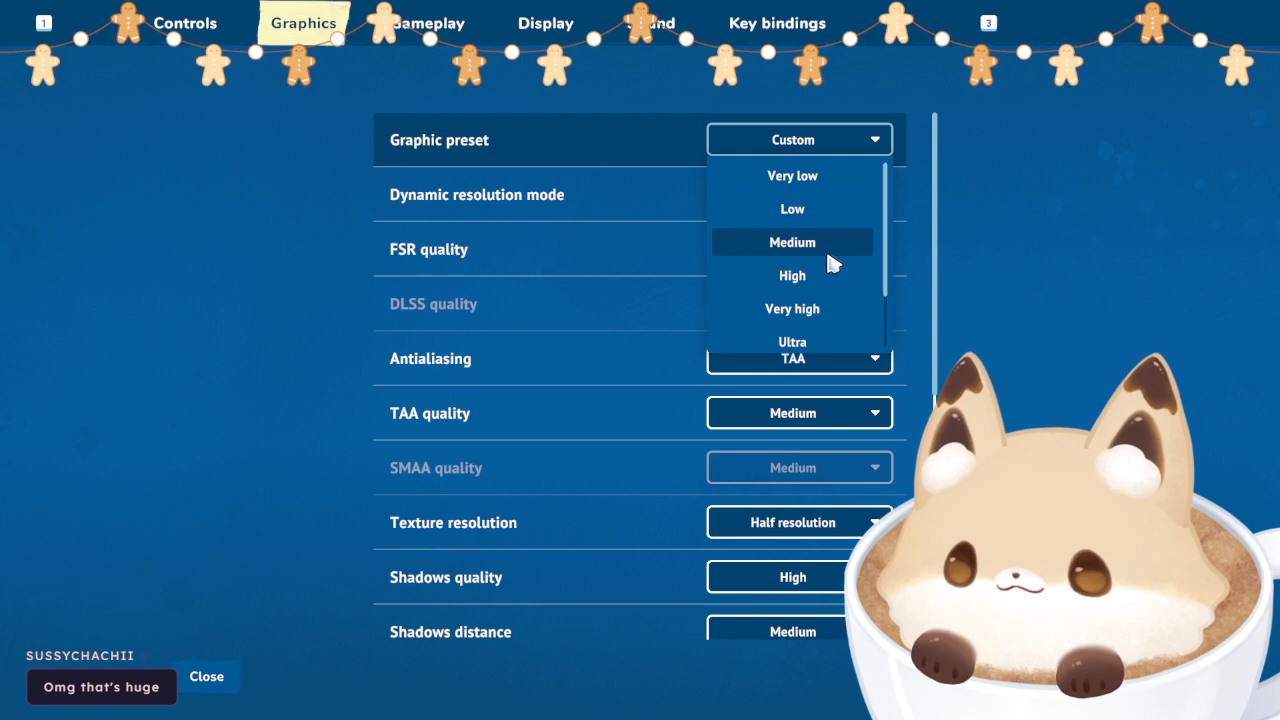 1 Controls Graphics Gameplay Display Sound Key bindings 3
Graphic preset Custom
Very low
Dynamic resolution mode
Low
Medium
FSR quality
High
DLSS quality
Very high
Ultra
Antialiasing TAA
TAA quality Medium
SMAA quality Medium
Texture resolution Half resolution
Shadows quality High
Shadows distance Medium
SUSSYCHACHII
Close
Omg that's huge